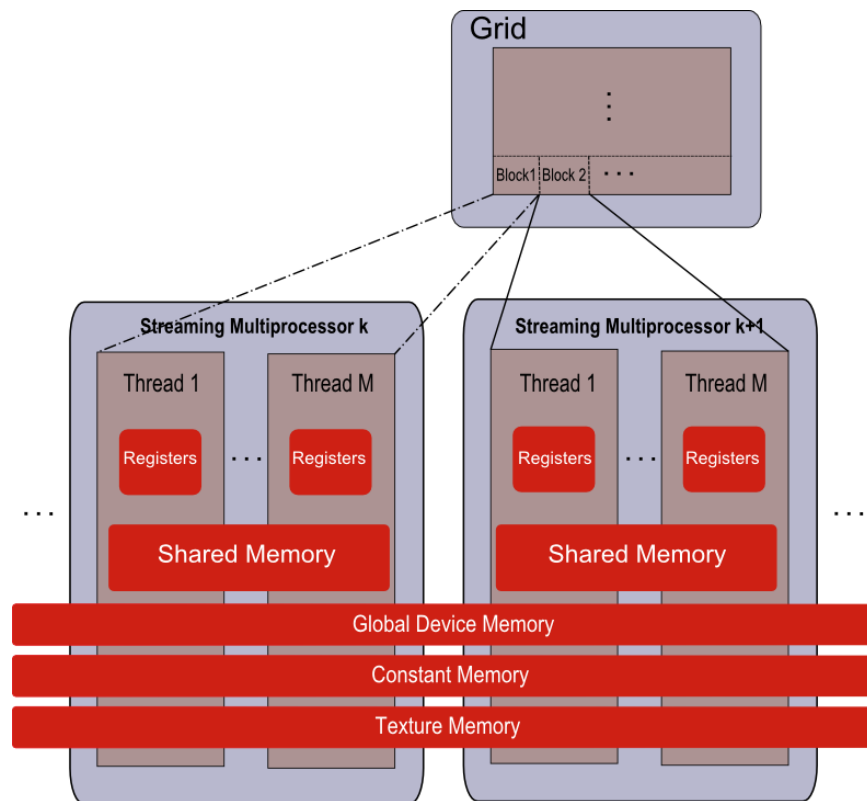 Grid
Block1 Block 2 ...
Streaming Multiprocessor k
Streaming Multiprocessor k+1
Thread 1
Thread M
Thread 1
Thread M
Registers
...
Registers
Registers
...
Registers
...
...
Shared Memory
Shared Memory
Global Device Memory
Constant Memory
Texture Memory